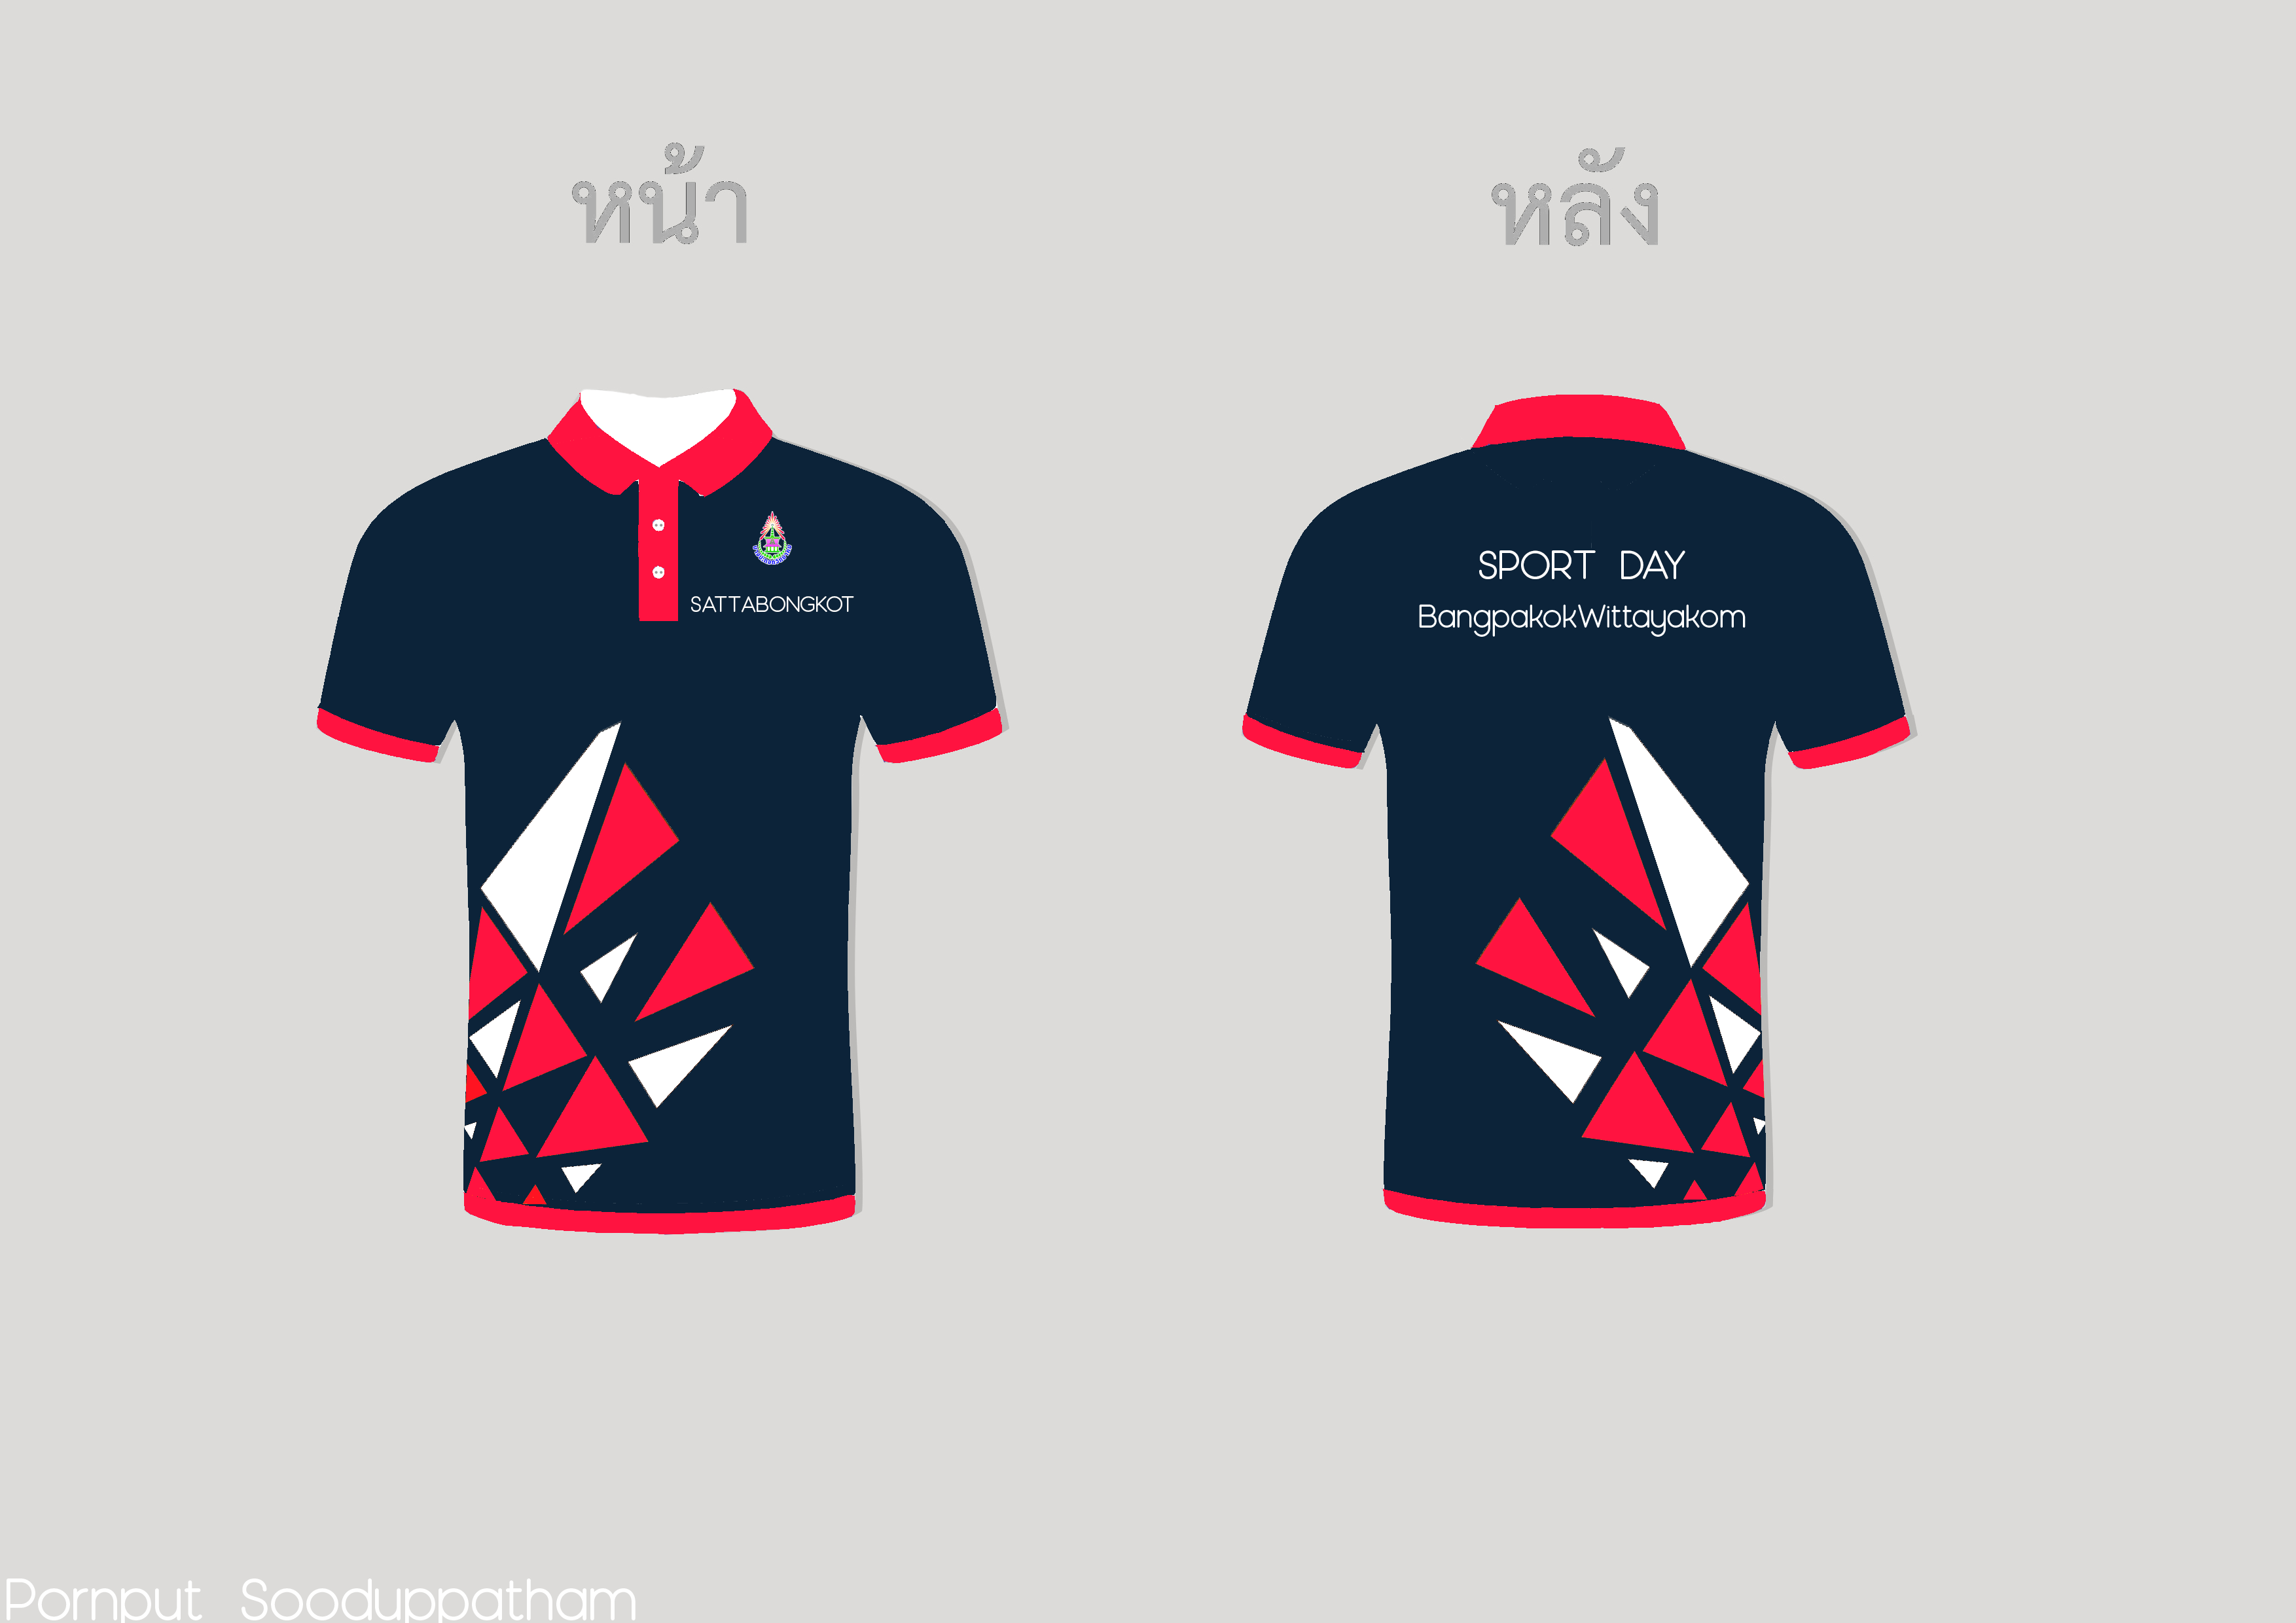 หน้า
หลัง
SATTABONGKOT
SPORT DAY
BangpakokWittayakom
Pornput Sooduppatham